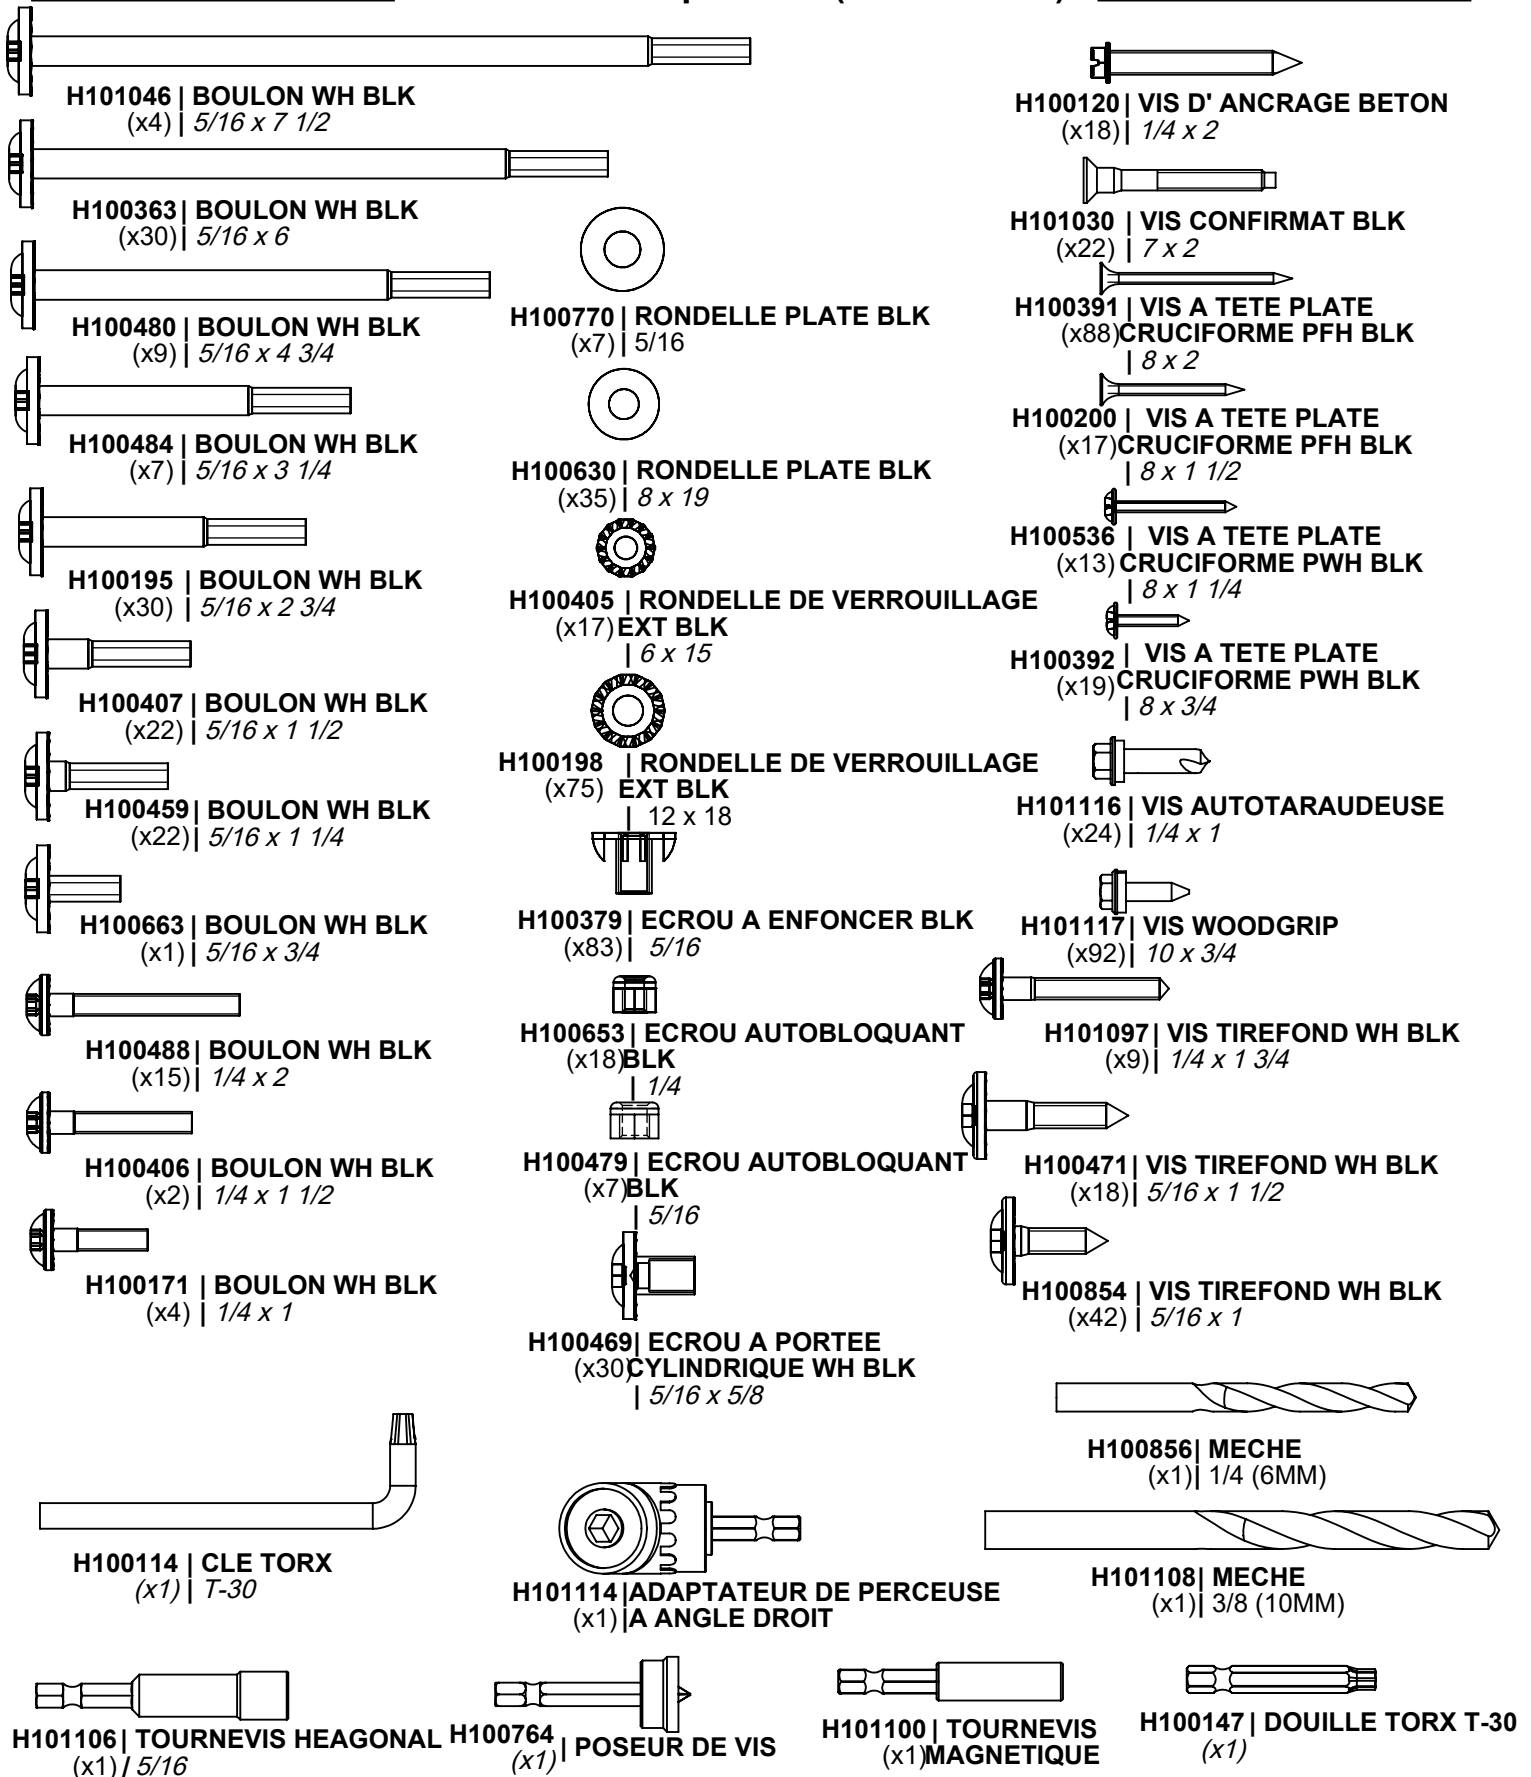 H101046 | BOULON WH BLK
(x4) | 5/16 x 7 1/2
H100363 | BOULON WH BLK
(x30) | 5/16 x 6
H100480 | BOULON WH BLK
(x9) | 5/16 x 4 3/4
H100484 | BOULON WH BLK
(x7) | 5/16 x 3 1/4
H100195 | BOULON WH BLK
(x30) | 5/16 x 2 3/4
H100407 | BOULON WH BLK
(x22) | 5/16 x 1 1/2
H100459 | BOULON WH BLK
(x22) | 5/16 x 1 1/4
H100663 | BOULON WH BLK
(x1) | 5/16 x 3/4
H100488 | BOULON WH BLK
(x15) | 1/4 x 2
H100406 | BOULON WH BLK
(x2) | 1/4 x 1 1/2
H100171 | BOULON WH BLK
(x4) | 1/4 x 1
H100770 | RONDELLE PLATE BLK
(x7) | 5/16
H100630 | RONDELLE PLATE BLK
(x35) | 8 x 19
H100405 | RONDELLE DE VERROUILLAGE
(x17) EXT BLK
| 6 x 15
H100198 | RONDELLE DE VERROUILLAGE
(x75) EXT BLK
| 12 x 18
H100379 | ECROU A ENFONCER BLK
(x83) | 5/16
H100653 | ECROU AUTOBLOQUANT
(x18) BLK
| 1/4
H100479 | ECROU AUTOBLOQUANT
(x7) BLK
| 5/16
H100469 | ECROU A PORTEE
(x30) CYLINDRIQUE WH BLK
| 5/16 x 5/8
H100120 | VIS D' ANCRAGE BETON
(x18) | 1/4 x 2
H101030 | VIS CONFIRMAT BLK
(x22) | 7 x 2
H100391 | VIS A TETE PLATE
(x88) CRUCIFORME PFH BLK
| 8 x 2
H100200 | VIS A TETE PLATE
(x17) CRUCIFORME PFH BLK
| 8 x 1 1/2
H100536 | VIS A TETE PLATE
(x13) CRUCIFORME PWH BLK
| 8 x 1 1/4
H100392 | VIS A TETE PLATE
(x19) CRUCIFORME PWH BLK
| 8 x 3/4
H101116 | VIS AUTOTARAUDEUSE
(x24) | 1/4 x 1
H101117 | VIS WOODGRIP
(x92) | 10 x 3/4
H101097 | VIS TIREFOND WH BLK
(x9) | 1/4 x 1 3/4
H100471 | VIS TIREFOND WH BLK
(x18) | 5/16 x 1 1/2
H100854 | VIS TIREFOND WH BLK
(x42) | 5/16 x 1
H100856 | MECHE
(x1) | 1/4 (6MM)
H100114 | CLE TORX
(x1) | T-30
H101114 | ADAPTATEUR DE PERCEUSE
(x1) | A ANGLE DROIT
H101108 | MECHE
(x1) | 3/8 (10MM)
H101106 | TOURNEVIS HEAGONAL
(x1) | 5/16
H100764 | POSEUR DE VIS
(x1)
H101100 | TOURNEVIS
(x1) MAGNETIQUE
H100147 | DOUILLE TORX T-30
(x1)